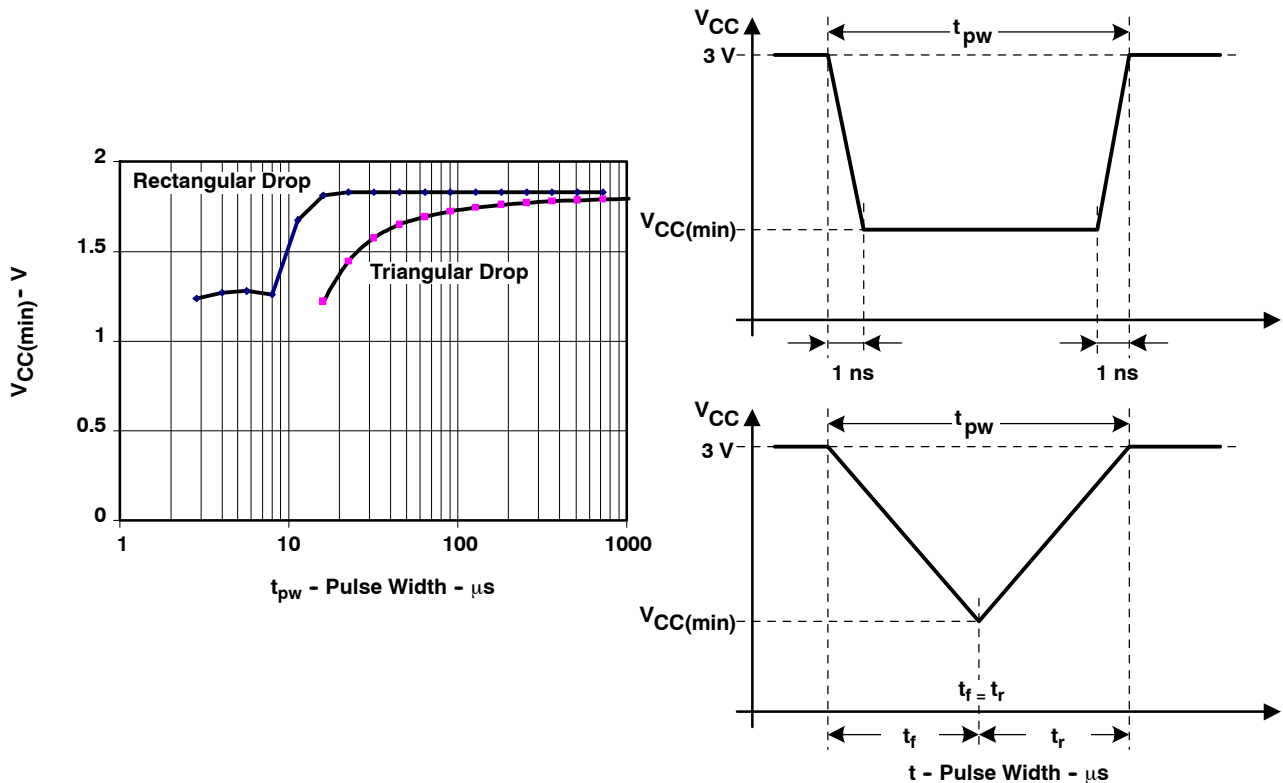 2
1.5
1
0.5
0
Rectangular Drop
Triangular Drop
VCC(min) - V
1
10
100
1000
tpw - Pulse Width - μs
VCC
tpw
3 V
VCC(min)
1 ns
1 ns
VCC
tpw
3 V
VCC(min)
tf = tr
tf
tr
t - Pulse Width - μs